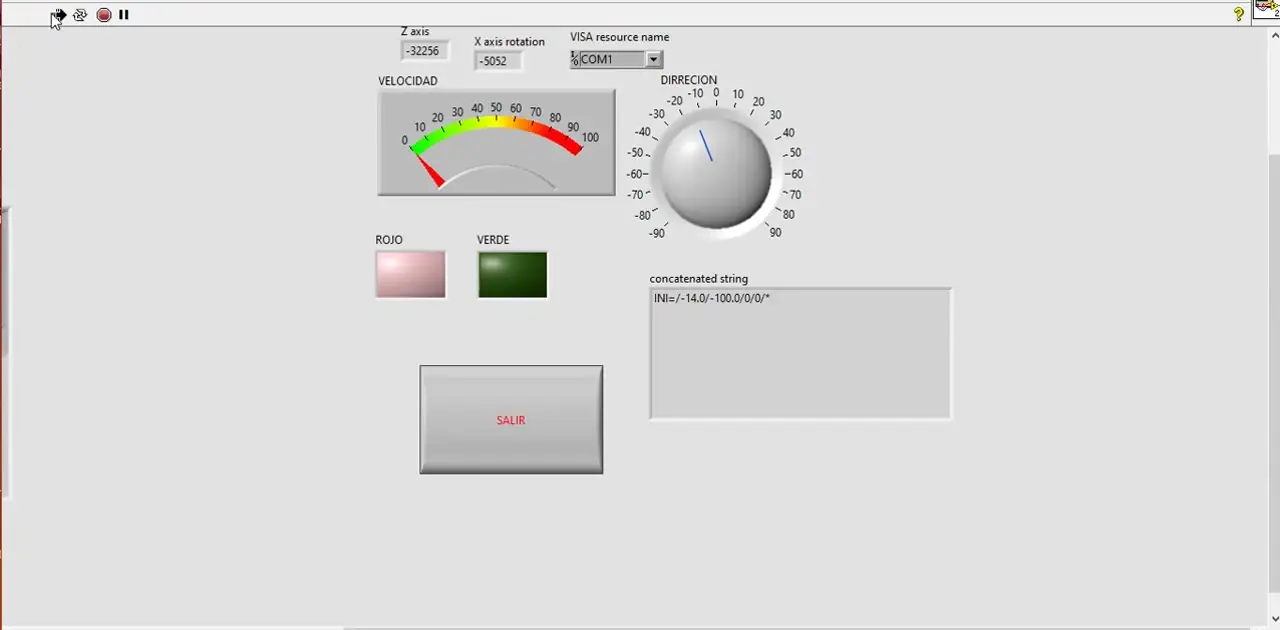 Z axis
-32256
X axis rotation
-5052
VISA resource name
COM1
VELOCIDAD
0 10 20 30 40 50 60 70 80 90 100
DIRRECION
-90 -80 -70 -60 -50 -40 -30 -20 -10 0 10 20 30 40 50 60 70 80 90
ROJO
VERDE
concatenated string
INI=/-14.0/-100.0/0/0/*
SALIR